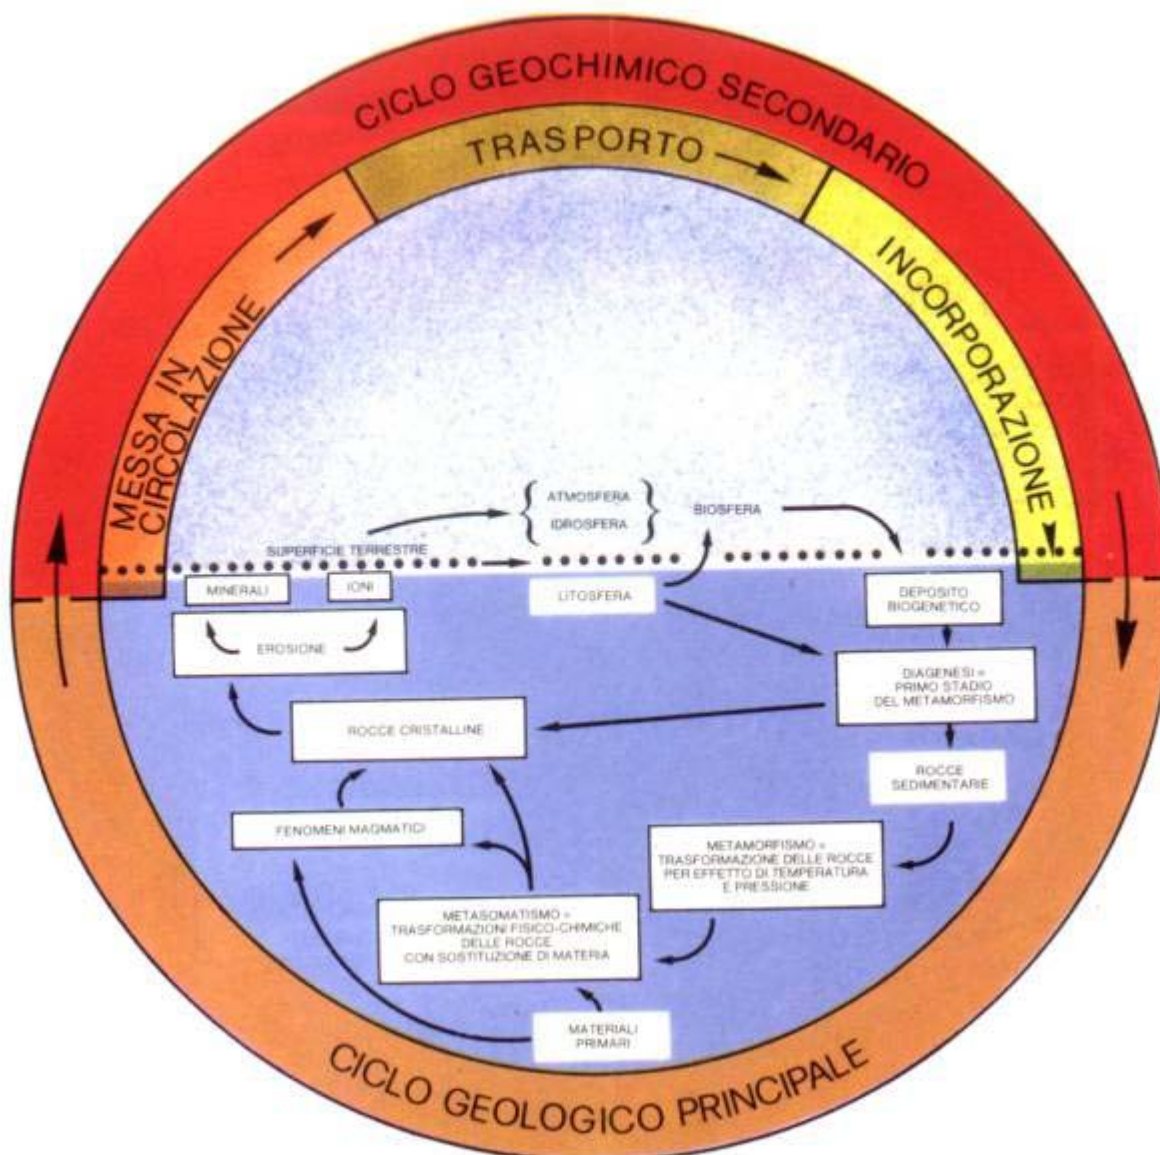 CICLO GEOCHIMICO SECONDARIO
TRASPORTO
MESSA IN
CIRCOLAZIONE
INCORPORAZIONE
ATMOSFERA
IDROSFERA
BIOSFERA
SUPERFICIE TERRESTRE
MINERALI
IONI
LITOSFERA
DEPOSITO
BIOGENETICO
EROSIONE
DIAGENESI =
PRIMO STADIO
DEL METAMORFISMO
ROCCE CRISTALLINE
ROCCE
SEDIMENTARIE
FENOMENI MAGMATICI
METAMORFISMO =
TRASFORMAZIONE DELLE ROCCE
PER EFFETTO DI TEMPERATURA
E PRESSIONE
METASOMATISMO =
TRASFORMAZIONI FISICO-CHIMICHE
DELLE ROCCE
CON SOSTITUZIONE DI MATERIA
MATERIALI
PRIMARI
CICLO GEOLOGICO PRINCIPALE